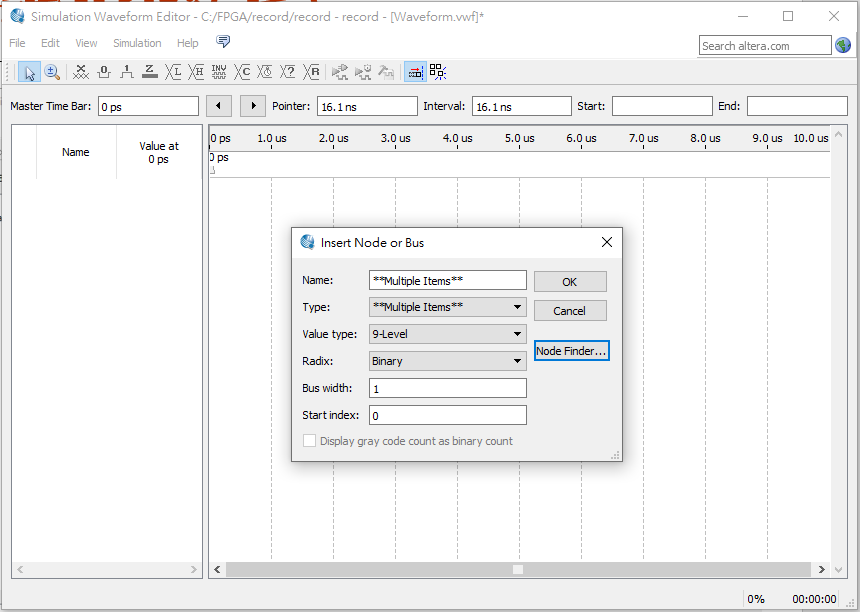 Simulation Waveform Editor - C:/FPGA/record/record - record - [Waveform.vwf]*
File Edit View Simulation Help
Search altera.com
Master Time Bar: 0 ps Pointer: 16.1 ns Interval: 16.1 ns Start: End:
Name
Value at
0 ps
0 ps 1.0 us 2.0 us 3.0 us 4.0 us 5.0 us 6.0 us 7.0 us 8.0 us 9.0 us 10.0 us
0 ps
Insert Node or Bus
Name: **Multiple Items** OK
Type: **Multiple Items** Cancel
Value type: 9-Level
Node Finder...
Radix: Binary
Bus width: 1
Start index: 0
Display gray code count as binary count
0% 00:00:00